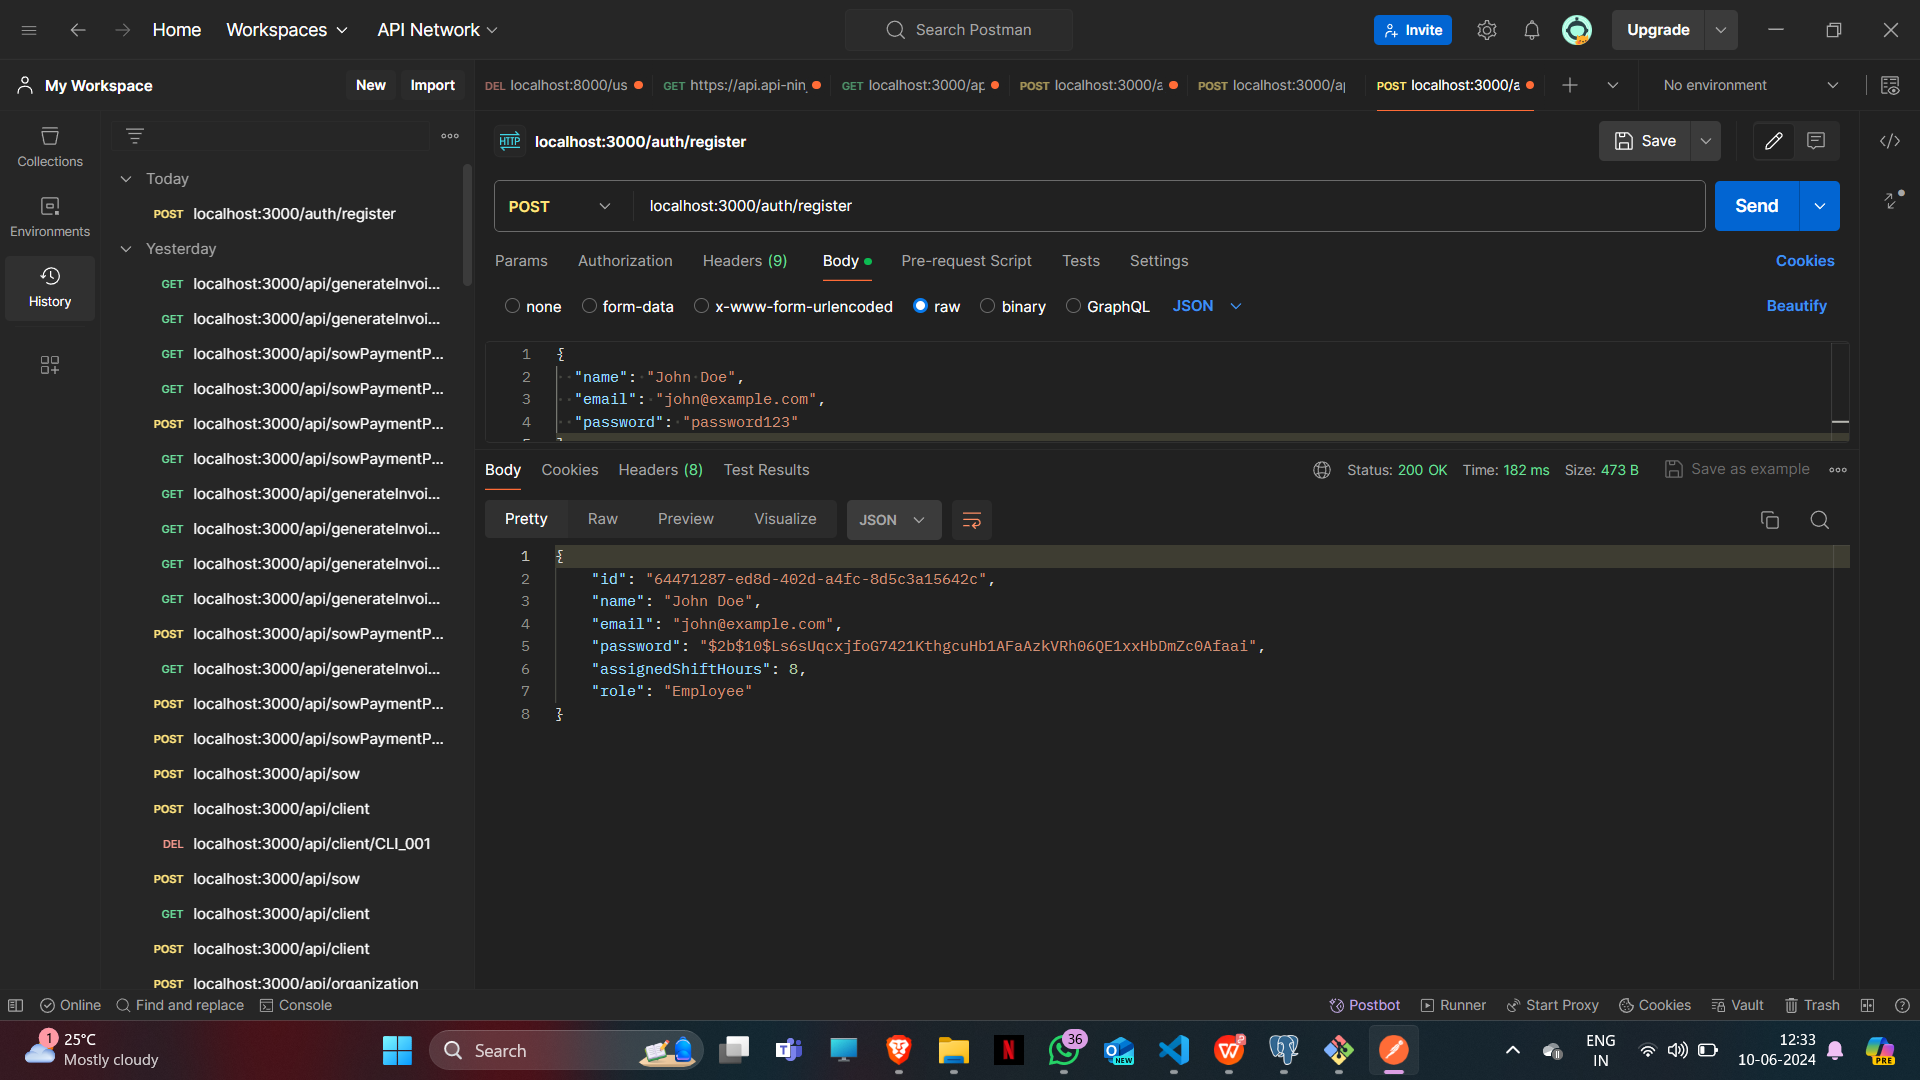 Home Workspaces API Network Search Postman Invite Upgrade
My Workspace New Import DEL localhost:8000/us GET https://api.api-nin GET localhost:3000/ap POST localhost:3000/a POST localhost:3000/a POST localhost:3000/a No environment
Collections
Environments
History
Today
POST localhost:3000/auth/register
Yesterday
GET localhost:3000/api/generateInvoi...
GET localhost:3000/api/generateInvoi...
GET localhost:3000/api/sowPaymentP...
GET localhost:3000/api/sowPaymentP...
POST localhost:3000/api/sowPaymentP...
GET localhost:3000/api/sowPaymentP...
GET localhost:3000/api/generateInvoi...
GET localhost:3000/api/generateInvoi...
GET localhost:3000/api/generateInvoi...
GET localhost:3000/api/generateInvoi...
POST localhost:3000/api/sowPaymentP...
GET localhost:3000/api/generateInvoi...
POST localhost:3000/api/sowPaymentP...
POST localhost:3000/api/sowPaymentP...
POST localhost:3000/api/sow
POST localhost:3000/api/client
DEL localhost:3000/api/client/CLI_001
POST localhost:3000/api/sow
GET localhost:3000/api/client
POST localhost:3000/api/client
POST localhost:3000/api/organization
HTTP localhost:3000/auth/register Save
POST localhost:3000/auth/register Send
Params Authorization Headers (9) Body Pre-request Script Tests Settings Cookies
none form-data x-www-form-urlencoded raw binary GraphQL JSON Beautify
1 {
2 "name": "John Doe",
3 "email": "john@example.com",
4 "password": "password123"
Body Cookies Headers (8) Test Results Status: 200 OK Time: 182 ms Size: 473 B Save as example
Pretty Raw Preview Visualize JSON
1 {
2 "id": "64471287-ed8d-402d-a4fc-8d5c3a15642c",
3 "name": "John Doe",
4 "email": "john@example.com",
5 "password": "$2b$10$Ls6sUqcxjfoG7421KthgcuHb1AFaAzkVRh06QE1xxHbDmZc0Afaai",
6 "assignedShiftHours": 8,
7 "role": "Employee"
8 }
Online Find and replace Console Postbot Runner Start Proxy Cookies Vault Trash
1 25°C
Mostly cloudy
Search
36
NEW
ENG
IN
12:33
10-06-2024
PRE